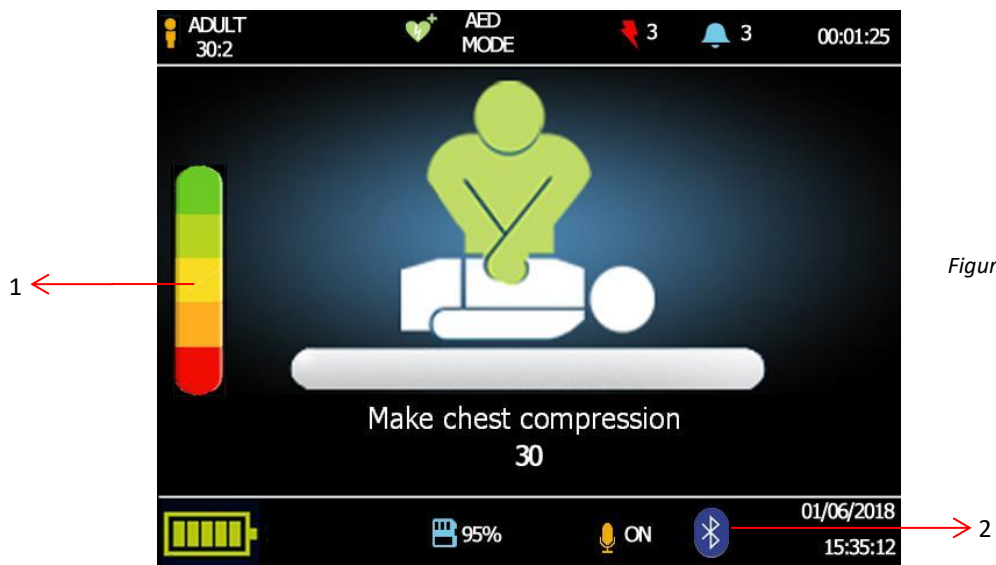 ADULT
30:2
AED
MODE
3
3
00:01:25
1
Figur
Make chest compression
30
95%
ON
01/06/2018
15:35:12
2